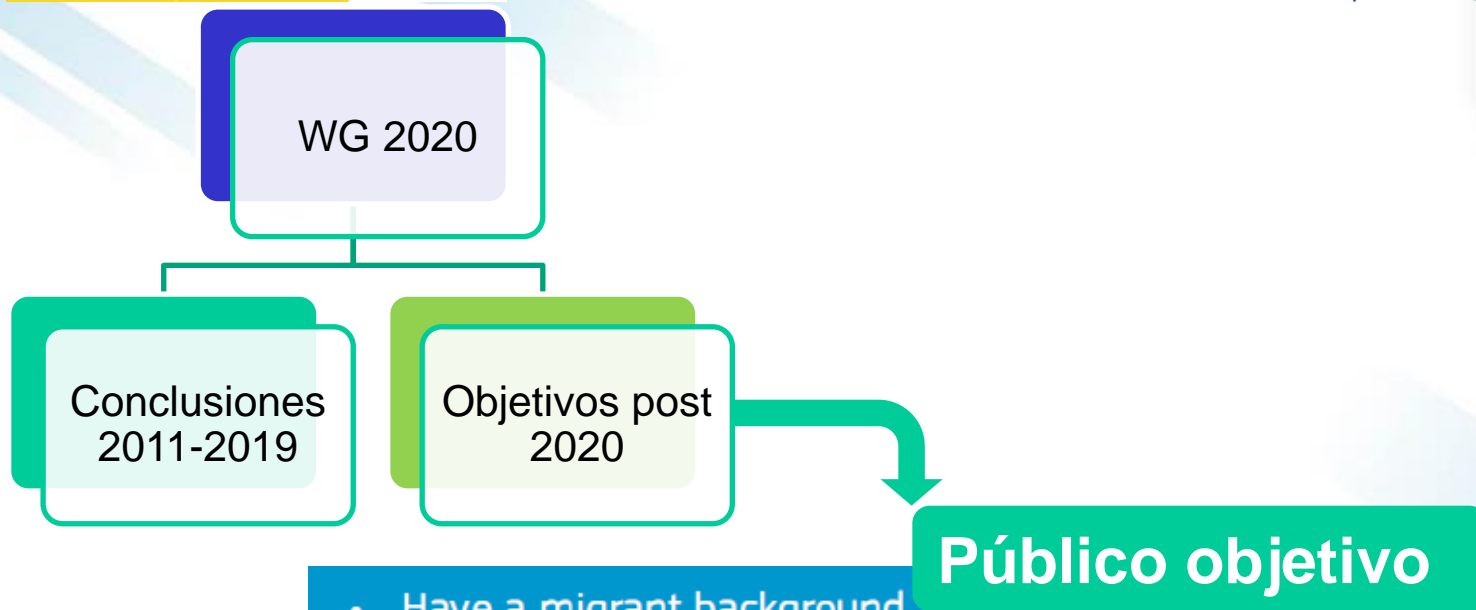 WG 2020
Conclusiones
2011-2019
Objetivos post
2020
Público objetivo
• Have a migrant background